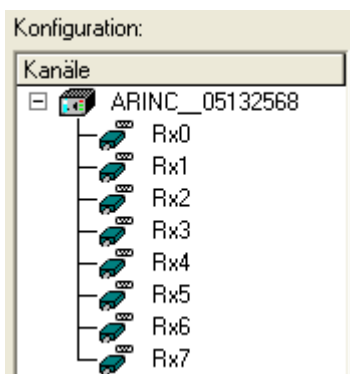 Konfiguration:
Kanäle
ARINC__05132568
Rx0
Rx1
Rx2
Rx3
Rx4
Rx5
Rx6
Rx7